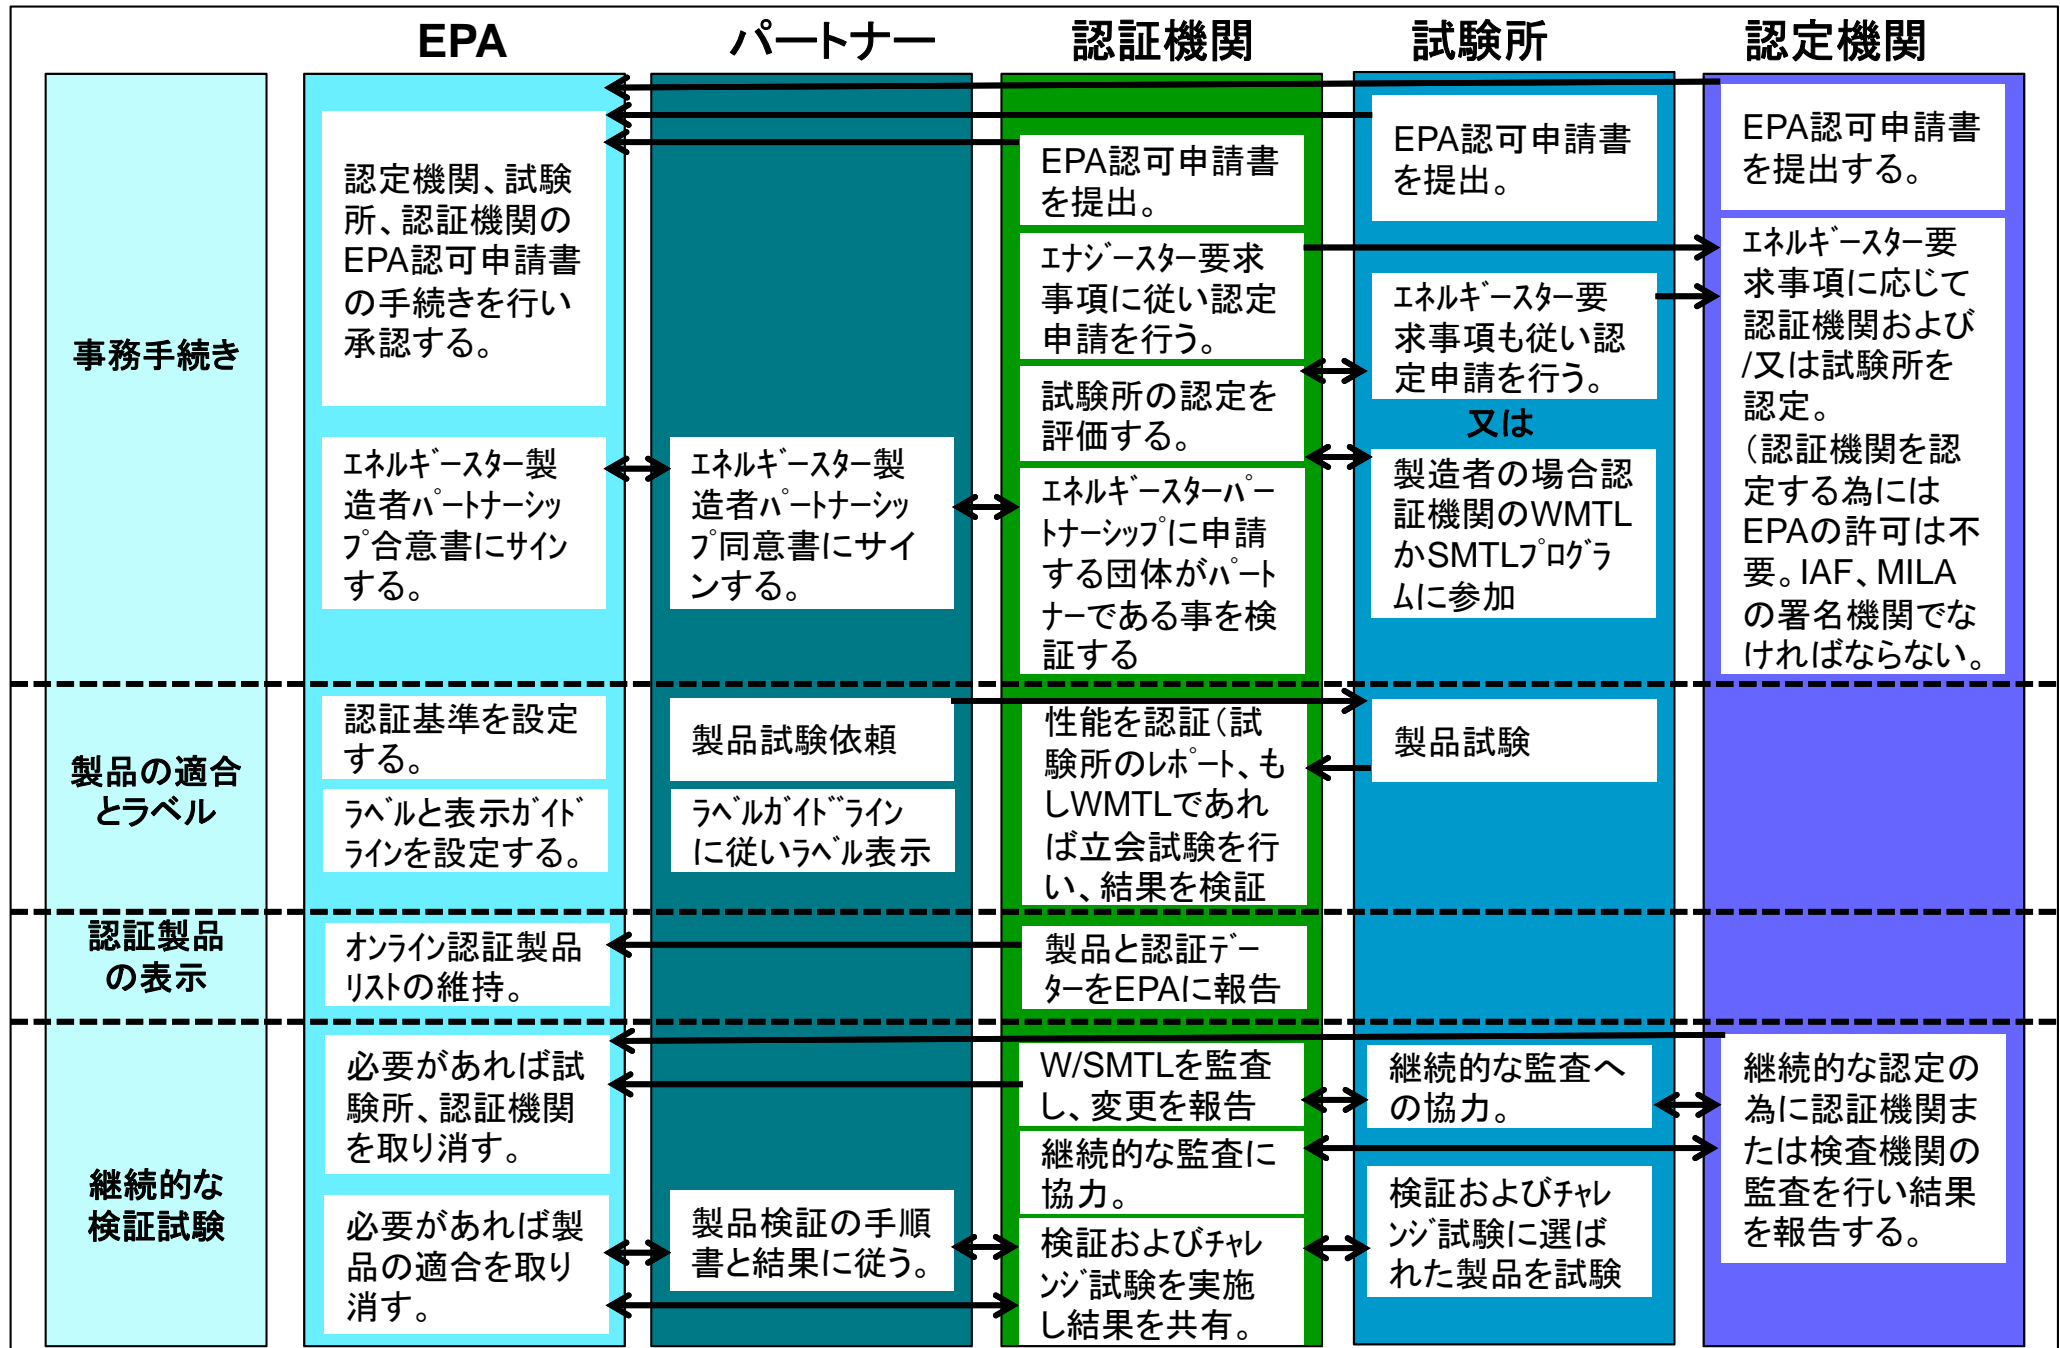 EPA
パートナー
認証機関
試験所
認定機関
事務手続き
認定機関、試験
所、認証機関の
EPA認可申請書
の手続きを行い
承認する。
ｴﾈﾙｷﾞｰｽﾀｰ製
造者ﾊﾟｰﾄﾅｰｼｯ
ﾌﾟ合意書にｻｲﾝ
する。
ｴﾈﾙｷﾞｰｽﾀｰ製
造者ﾊﾟｰﾄﾅｰｼｯ
ﾌﾟ同意書にサイ
ンする。
EPA認可申請書
を提出。
ｴﾅｼﾞｰｽﾀｰ要求
事項に従い認定
申請を行う。
試験所の認定を
評価する。
ｴﾈﾙｷﾞｰｽﾀｰﾊﾟｰ
ﾄﾅｰｼｯﾌﾟに申請
する団体がﾊﾟｰﾄ
ﾅｰである事を検
証する
EPA認可申請書
を提出。
ｴﾈﾙｷﾞｰｽﾀｰ要
求事項も従い認
定申請を行う。
又は
製造者の場合認
証機関のWMTL
かSMTLﾌﾟﾛｸﾞﾗ
ﾑに参加
EPA認可申請書
を提出する。
ｴﾈﾙｷﾞｰｽﾀｰ要
求事項に応じて
認証機関および
/又は試験所を
認定。
（認証機関を認
定する為には
EPAの許可は不
要。IAF、MILA
の署名機関でな
ければならない。
製品の適合
とラベル
認証基準を設定
する。
ﾗﾍﾞﾙと表示ｶﾞｲﾄﾞ
ﾗｲﾝを設定する。
製品試験依頼
ﾗﾍﾞﾙｶﾞｲﾄﾞﾞﾗｲﾝ
に従いﾗﾍﾞﾙ表示
性能を認証（試
験所のﾚﾎﾟｰﾄ、も
しWMTLであれ
ば立会試験を行
い、結果を検証
製品試験
認証製品
の表示
ｵﾝﾗｲﾝ認証製品
ﾘｽﾄの維持。
製品と認証ﾃﾞｰ
ﾀｰをEPAに報告
継続的な
検証試験
必要があれば試
験所、認証機関
を取り消す。
必要があれば製
品の適合を取り
消す。
製品検証の手順
書と結果に従う。
W/SMTLを監査
し、変更を報告
継続的な監査に
協力。
検証およびﾁｬﾚ
ﾝｼﾞ試験を実施
し結果を共有。
継続的な監査へ
の協力。
検証およびﾁｬﾚ
ﾝｼﾞ試験に選ば
れた製品を試験
継続的な認定の
為に認証機関ま
たは検査機関の
監査を行い結果
を報告する。